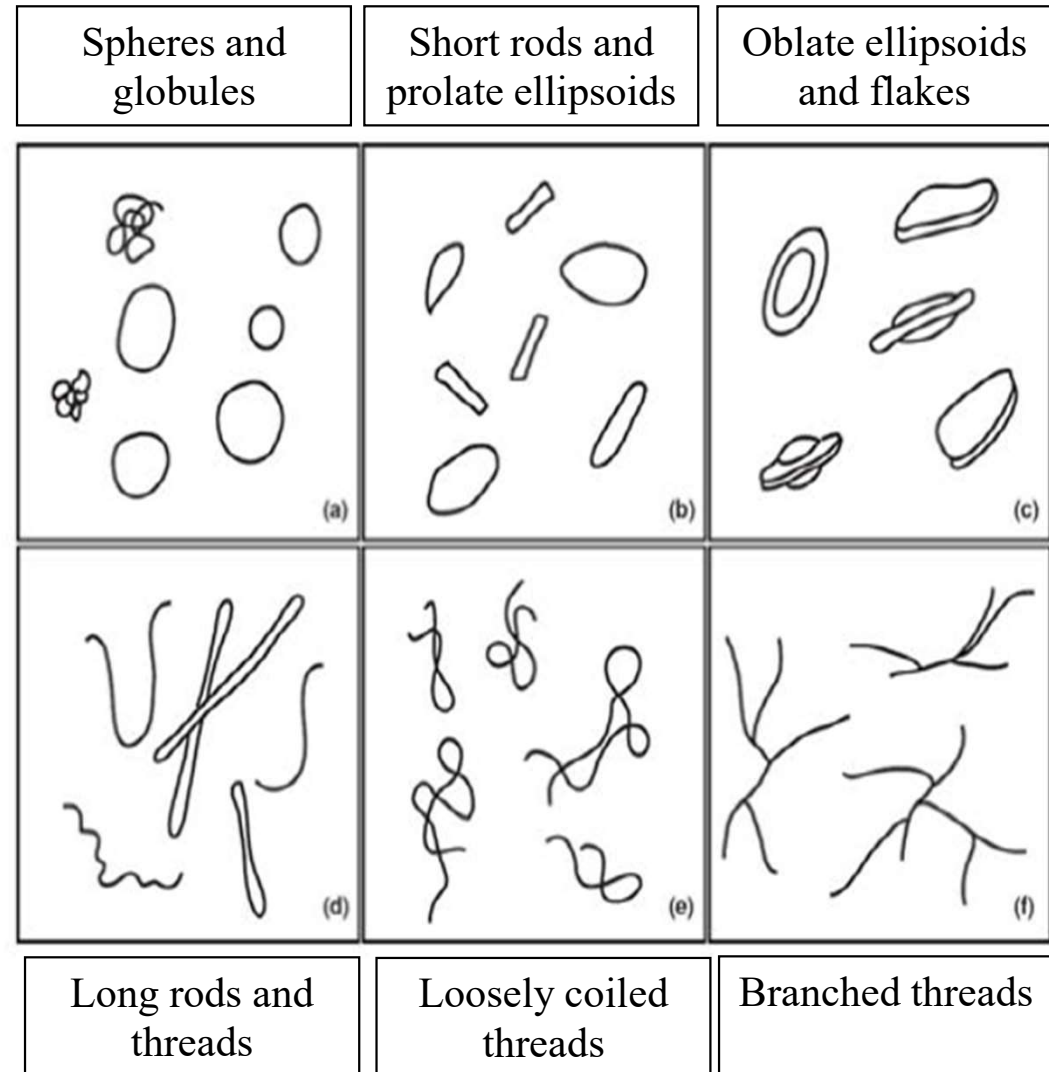 Spheres and
globules
Short rods and
prolate ellipsoids
Oblate ellipsoids
and flakes
(a)
(b)
(c)
(d)
(e)
(f)
Long rods and
threads
Loosely coiled
threads
Branched threads